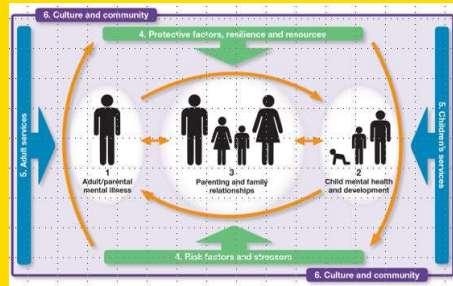 6. Culture and community
4. Protective factors, resilience and resources
5. Adult services
5. Children's services
1
Adult/parental
mental illness
3
Parenting and family
relationships
2
Child mental health
and development
4. Risk factors and stressors
6. Culture and community